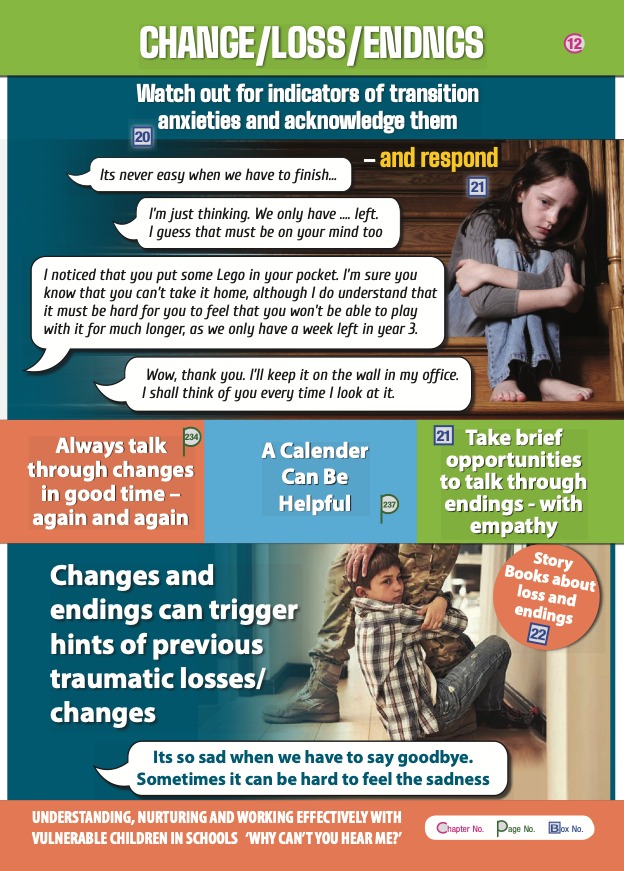 CHANGE/LOSS/ENDNGS
12
Watch out for indicators of transition
anxieties and acknowledge them
20
– and respond
21
Its never easy when we have to finish...
I'm just thinking. We only have .... left.
I guess that must be on your mind too
I noticed that you put some Lego in your pocket. I'm sure you
know that you can't take it home, although I do understand that
it must be hard for you to feel that you won't be able to play
with it for much longer, as we only have a week left in year 3.
Wow, thank you. I'll keep it on the wall in my office.
I shall think of you every time I look at it.
Always talk
through changes
in good time –
again and again
234
A Calender
Can Be
Helpful
237
21
Take brief
opportunities
to talk through
endings - with
empathy
Changes and
endings can trigger
hints of previous
traumatic losses/
changes
Story
Books about
loss and
endings
22
Its so sad when we have to say goodbye.
Sometimes it can be hard to feel the sadness
UNDERSTANDING, NURTURING AND WORKING EFFECTIVELY WITH
VULNERABLE CHILDREN IN SCHOOLS 'WHY CAN'T YOU HEAR ME?'
Chapter No. Page No. Box No.